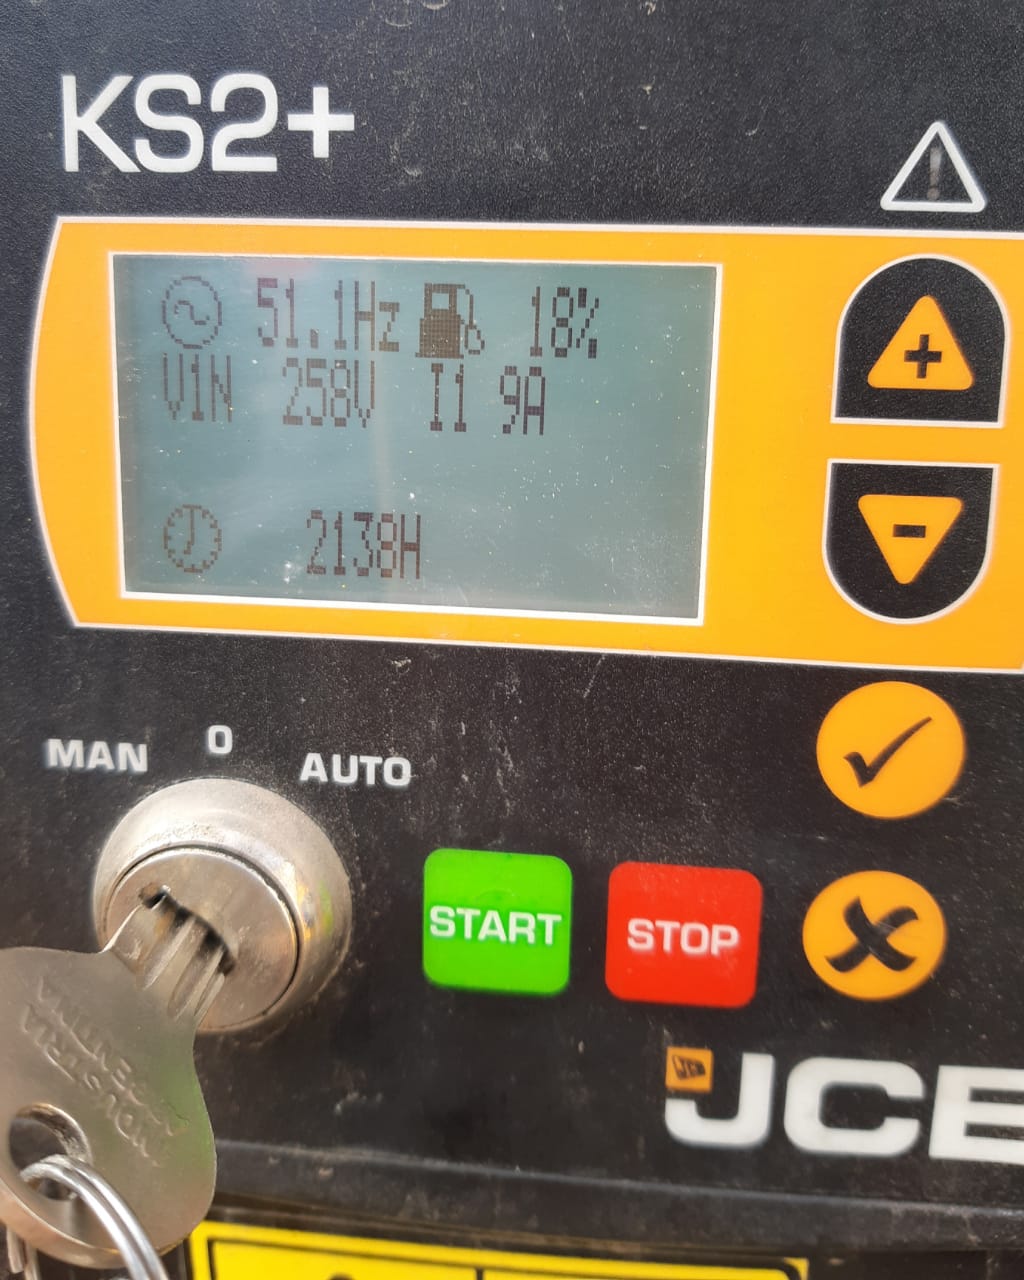 KS2+
51.1Hz 18%
V1N 258V I1 9A
2138H
MAN 0 AUTO
START STOP
JCB